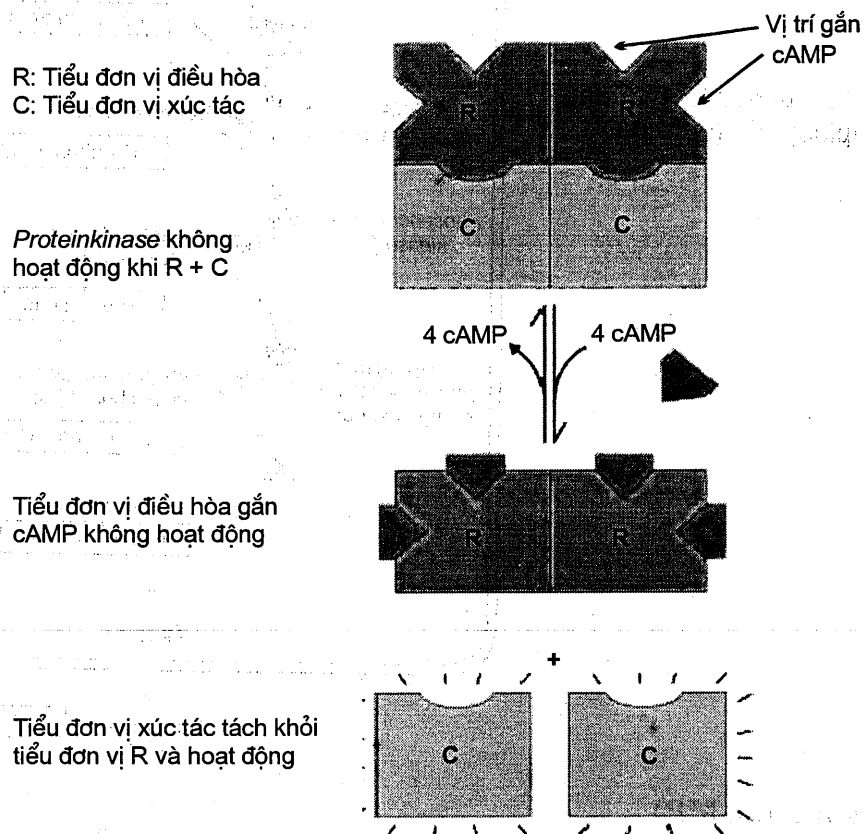 Vị trí gắn
cAMP
R: Tiểu đơn vị điều hòa
C: Tiểu đơn vị xúc tác
R
R
C
C
Proteinkinase không
hoạt động khi R + C
4 cAMP
4 cAMP
Tiểu đơn vị điều hòa gắn
cAMP không hoạt động
R
R
+
Tiểu đơn vị xúc tác tách khỏi
tiểu đơn vị R và hoạt động
C
C